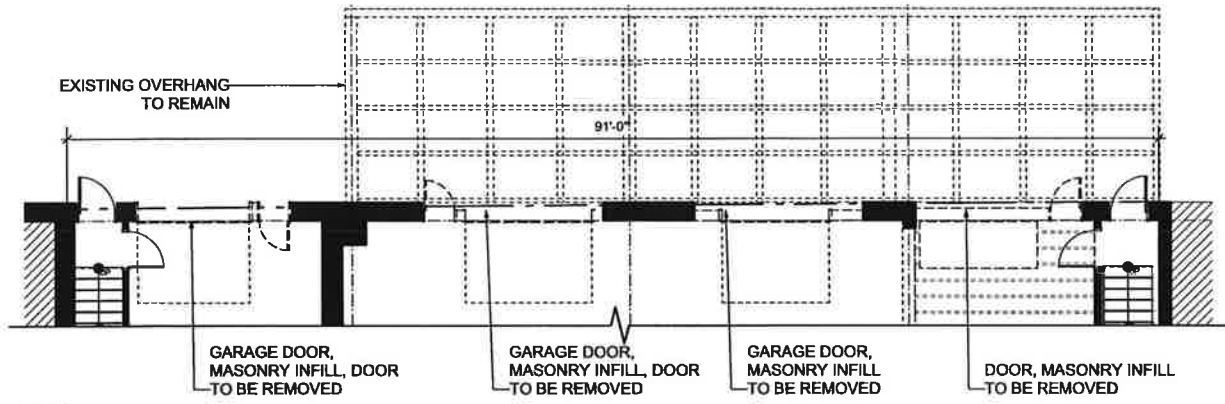 EXISTING OVERHANG
TO REMAIN
91'-0"
GARAGE DOOR,
MASONRY INFILL, DOOR
TO BE REMOVED
GARAGE DOOR,
MASONRY INFILL, DOOR
TO BE REMOVED
GARAGE DOOR,
MASONRY INFILL
TO BE REMOVED
DOOR, MASONRY INFILL
TO BE REMOVED